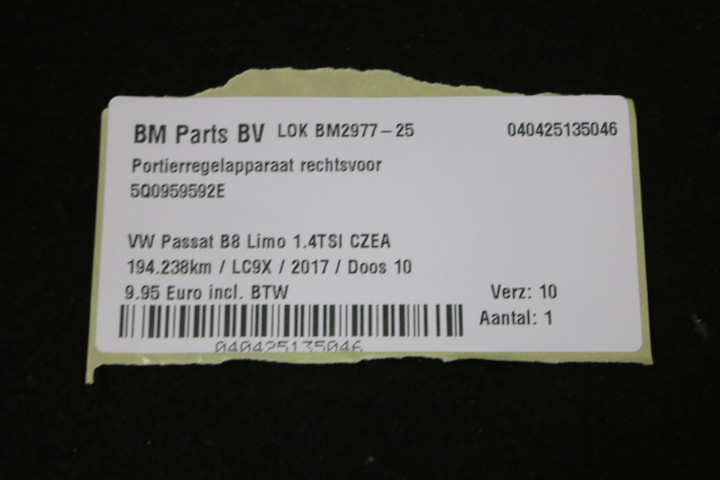 BM Parts BV LOK BM2977-25 040425135046
Portierregelapparaat rechtsvoor
5Q0959592E
VW Passat B8 Limo 1.4TSI CZEA
194.238km / LC9X / 2017 / Doos 10
9.95 Euro incl. BTW Verz: 10
Aantal: 1
040425135046